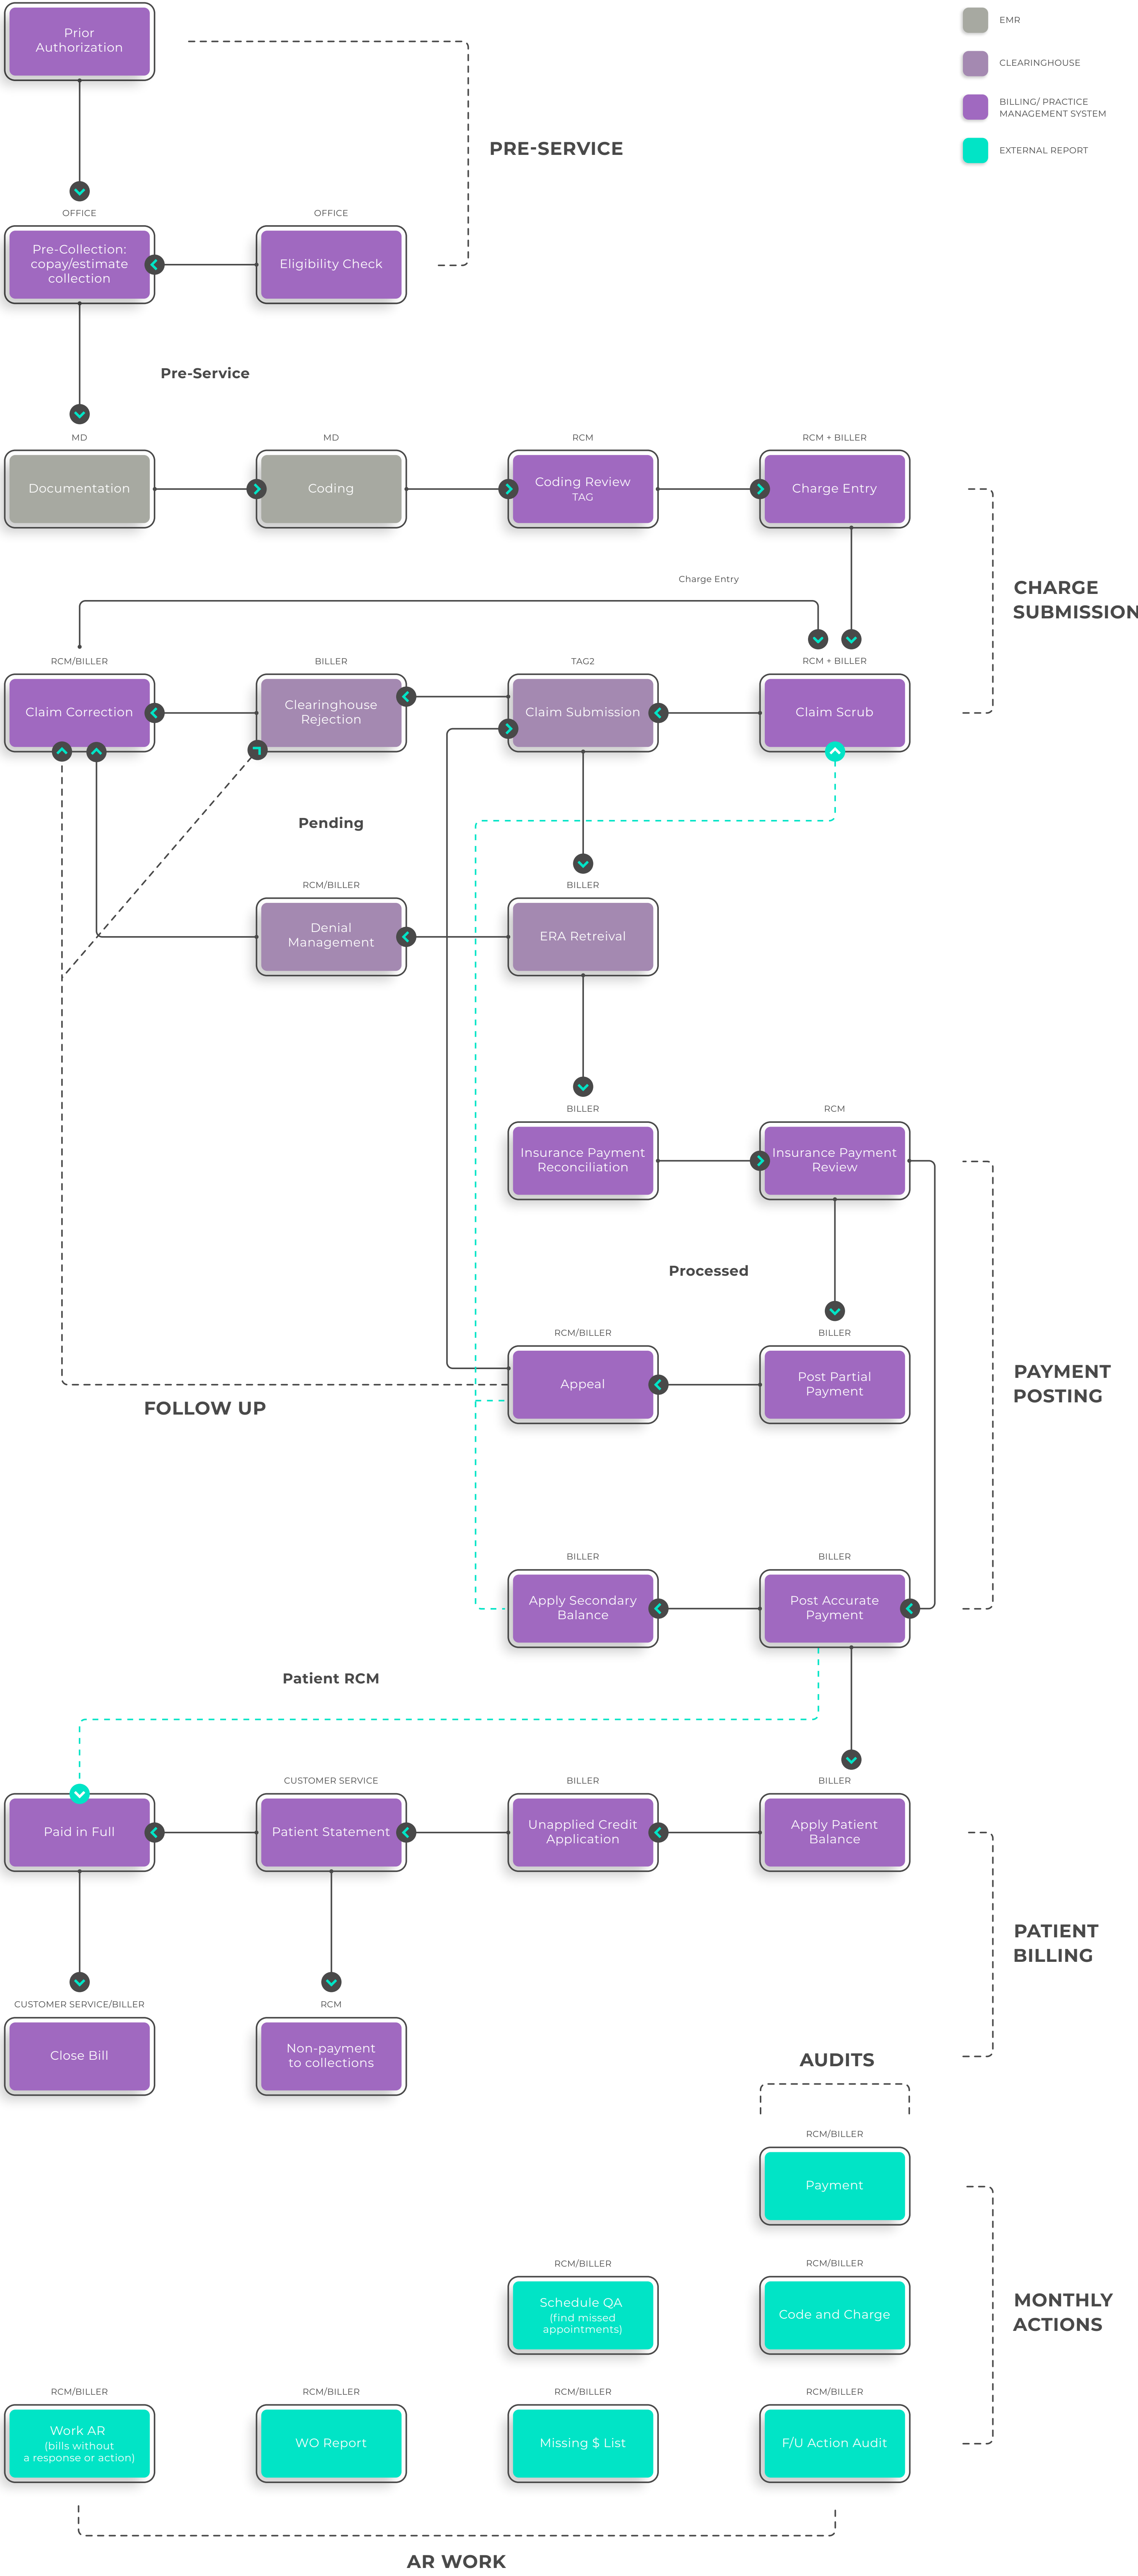 Prior
Authorization
EMR
CLEARINGHOUSE
BILLING/ PRACTICE
MANAGEMENT SYSTEM
EXTERNAL REPORT
PRE-SERVICE
OFFICE
OFFICE
Pre-Collection:
copay/estimate
collection
Eligibility Check
Pre-Service
MD
MD
RCM
RCM + BILLER
Documentation
Coding
Coding Review
TAG
Charge Entry
Charge Entry
CHARGE
SUBMISSION
RCM/BILLER
BILLER
TAG2
RCM + BILLER
Claim Correction
Clearinghouse
Rejection
Claim Submission
Claim Scrub
Pending
RCM/BILLER
BILLER
Denial
Management
ERA Retreival
BILLER
RCM
Insurance Payment
Reconciliation
Insurance Payment
Review
Processed
RCM/BILLER
BILLER
Appeal
Post Partial
Payment
PAYMENT
POSTING
FOLLOW UP
BILLER
BILLER
Apply Secondary
Balance
Post Accurate
Payment
Patient RCM
CUSTOMER SERVICE
BILLER
BILLER
Paid in Full
Patient Statement
Unapplied Credit
Application
Apply Patient
Balance
PATIENT
BILLING
CUSTOMER SERVICE/BILLER
RCM
Close Bill
Non-payment
to collections
AUDITS
RCM/BILLER
Payment
RCM/BILLER
RCM/BILLER
Schedule QA
(find missed
appointments)
Code and Charge
MONTHLY
ACTIONS
RCM/BILLER
RCM/BILLER
RCM/BILLER
RCM/BILLER
Work AR
(bills without
a response or action)
WO Report
Missing $ List
F/U Action Audit
AR WORK